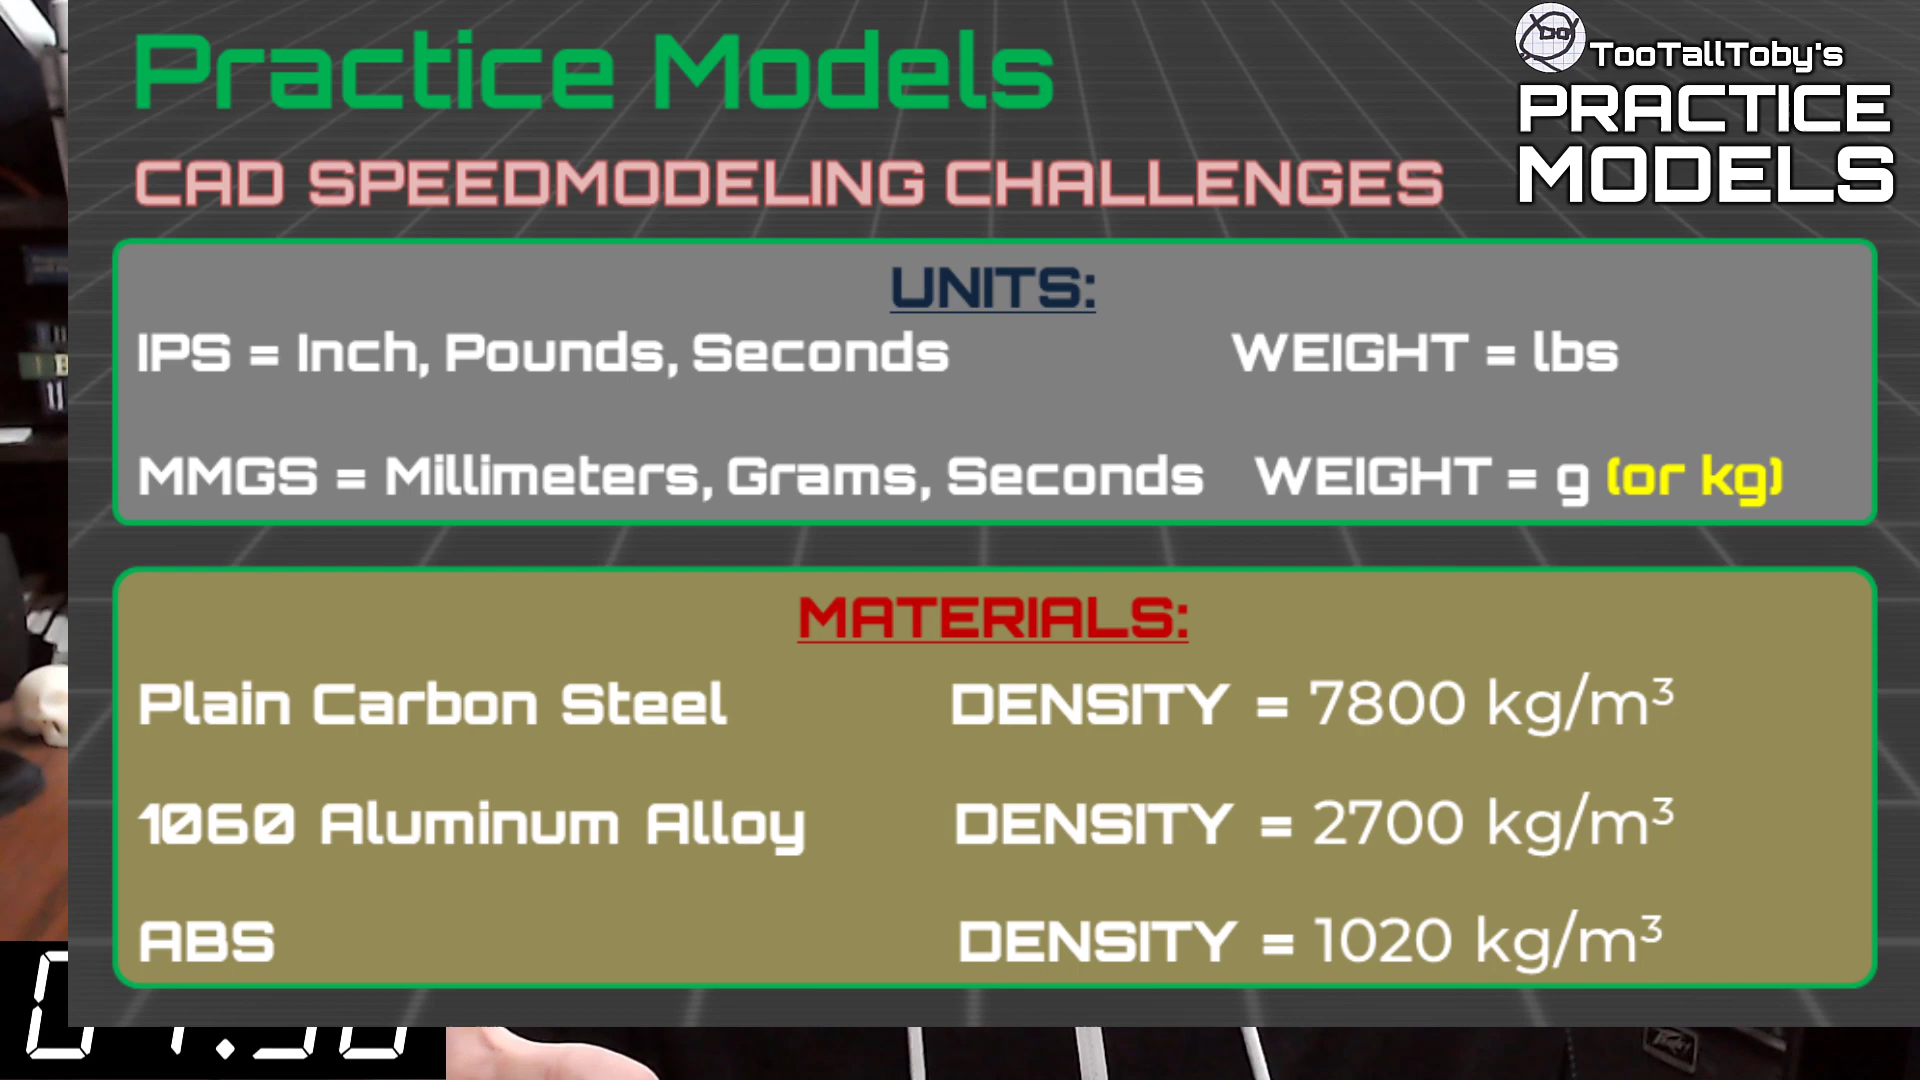 Practice Models
TooTallToby's
PRACTICE
MODELS
CAD SPEEDMODELING CHALLENGES
UNITS:
IPS = Inch, Pounds, Seconds WEIGHT = lbs
MMGS = Millimeters, Grams, Seconds WEIGHT = g (or kg)
MATERIALS:
Plain Carbon Steel DENSITY = 7800 kg/m³
1060 Aluminum Alloy DENSITY = 2700 kg/m³
ABS DENSITY = 1020 kg/m³